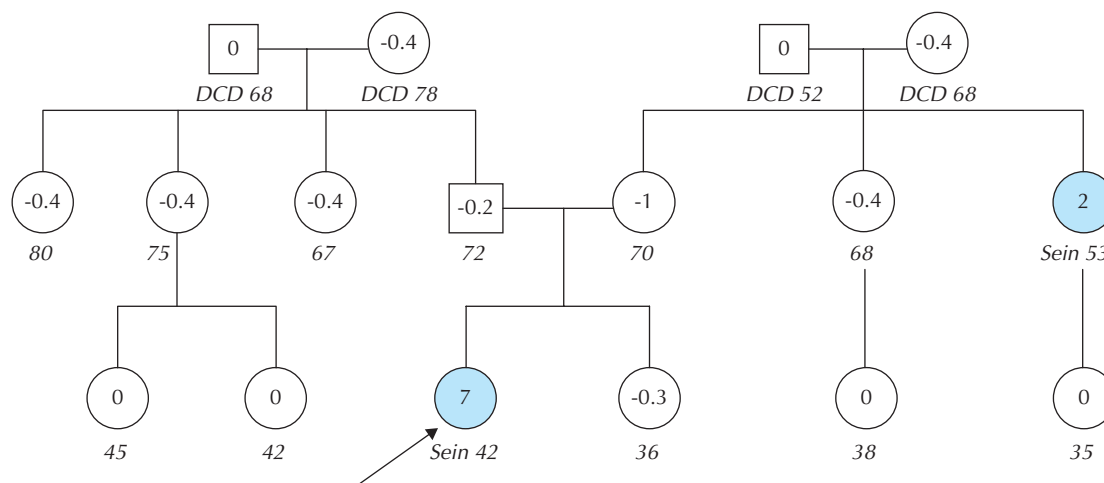 0 -0.4 0 -0.4
DCD 68 DCD 78 DCD 52 DCD 68
-0.4 -0.4 -0.4 -0.2 -1 -0.4 2
80 75 67 72 70 68 Sein 53
0 0 7 -0.3 0 0
45 42 Sein 42 36 38 35